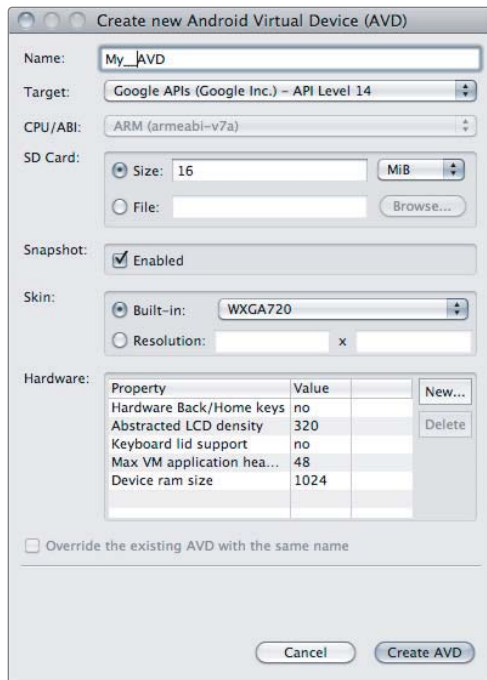 Create new Android Virtual Device (AVD)
Name: My__AVD
Target: Google APIs (Google Inc.) – API Level 14
CPU/ABI: ARM (armeabi-v7a)
SD Card:
Size: 16 MiB
File: Browse...
Snapshot:
Enabled
Skin:
Built-in: WXGA720
Resolution: x
Hardware:
Property Value New...
Hardware Back/Home keys no
Abstracted LCD density 320 Delete
Keyboard lid support no
Max VM application hea... 48
Device ram size 1024
Override the existing AVD with the same name
Cancel Create AVD